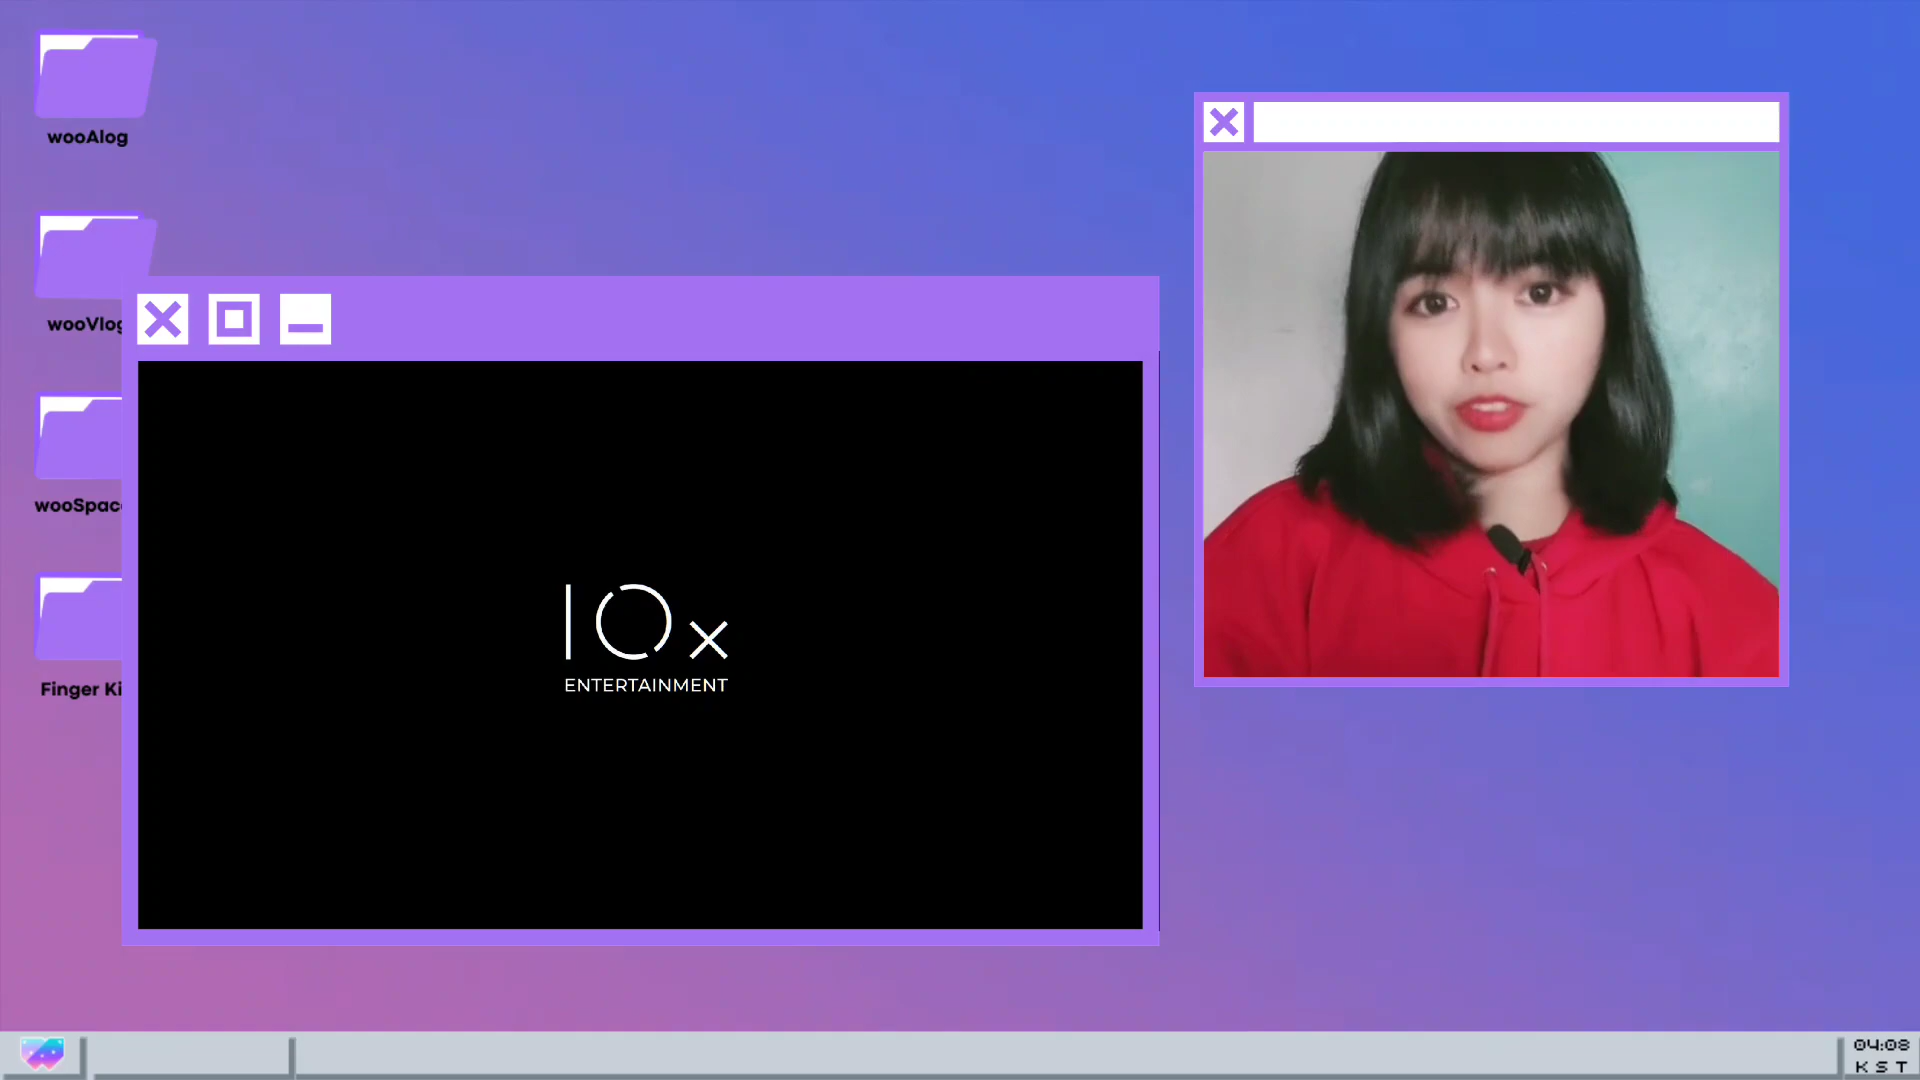 wooAlog
wooVlog
wooSpac
Finger Ki
10x
ENTERTAINMENT
04:08
KST